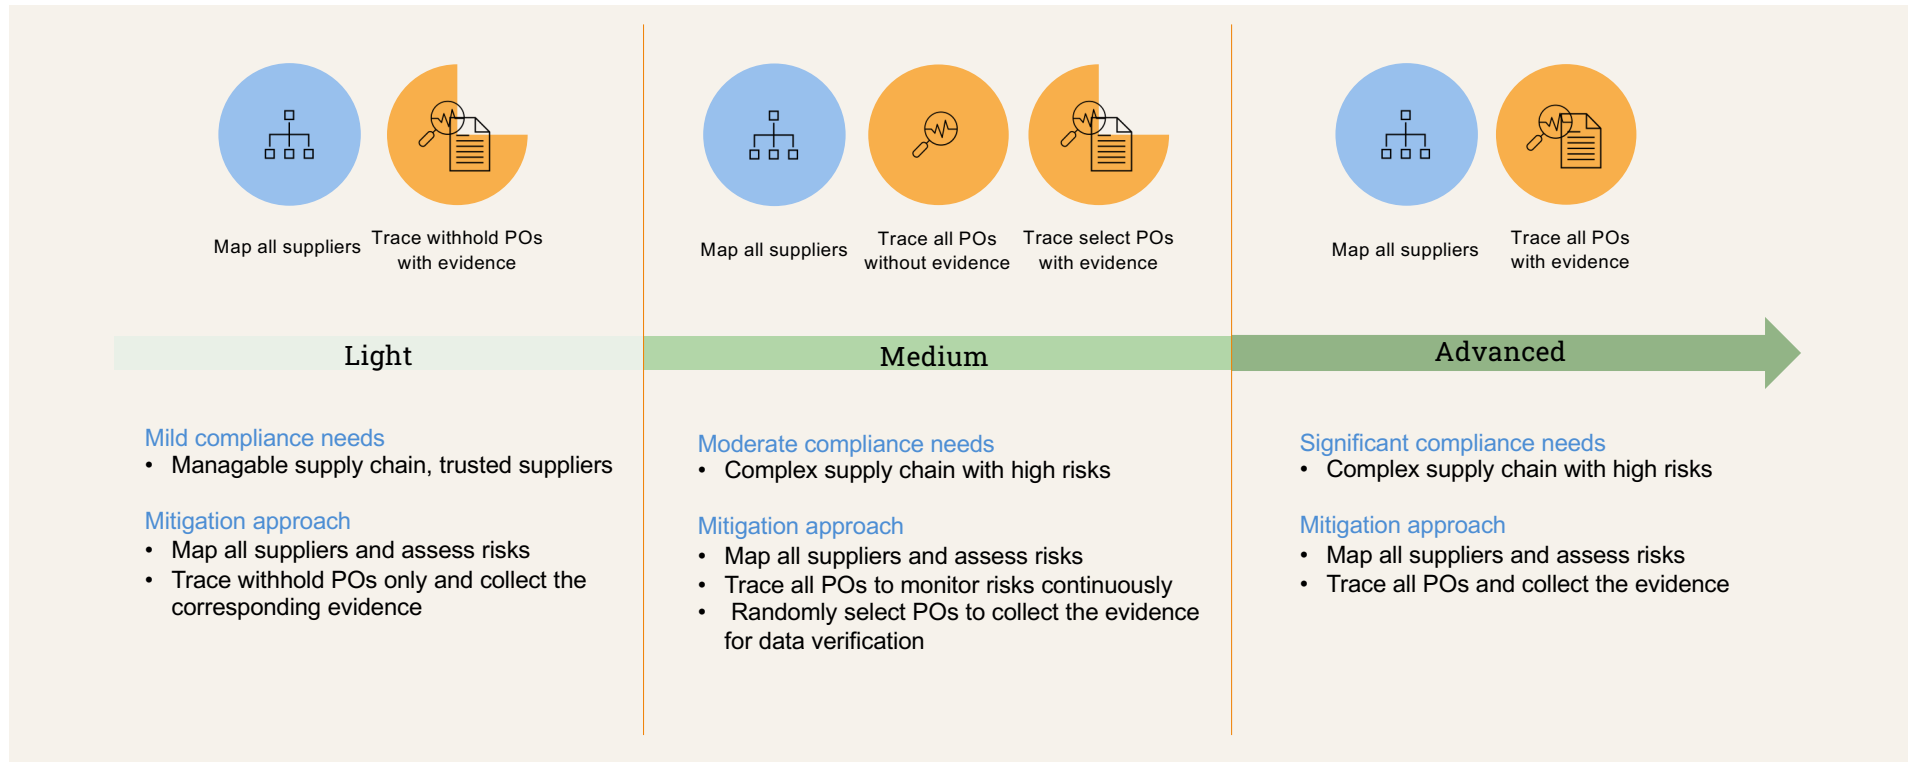 Map all suppliers
Trace withhold POs
with evidence
Map all suppliers
Trace all POs
without evidence
Trace select POs
with evidence
Map all suppliers
Trace all POs
with evidence
Light
Medium
Advanced
Mild compliance needs
• Managable supply chain, trusted suppliers
Mitigation approach
• Map all suppliers and assess risks
• Trace withhold POs only and collect the
corresponding evidence
Moderate compliance needs
• Complex supply chain with high risks
Mitigation approach
• Map all suppliers and assess risks
• Trace all POs to monitor risks continuously
• Randomly select POs to collect the evidence
for data verification
Significant compliance needs
• Complex supply chain with high risks
Mitigation approach
• Map all suppliers and assess risks
• Trace all POs and collect the evidence